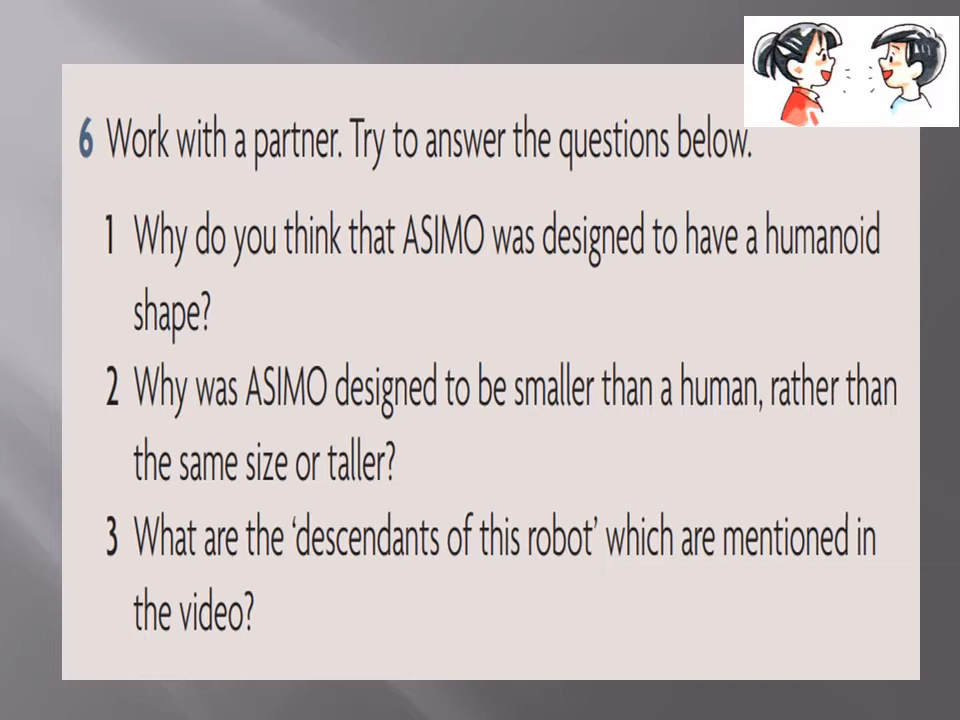 6 Work with a partner. Try to answer the questions below.
1 Why do you think that ASIMO was designed to have a humanoid
shape?
2 Why was ASIMO designed to be smaller than a human, rather than
the same size or taller?
3 What are the ‘descendants of this robot’ which are mentioned in
the video?